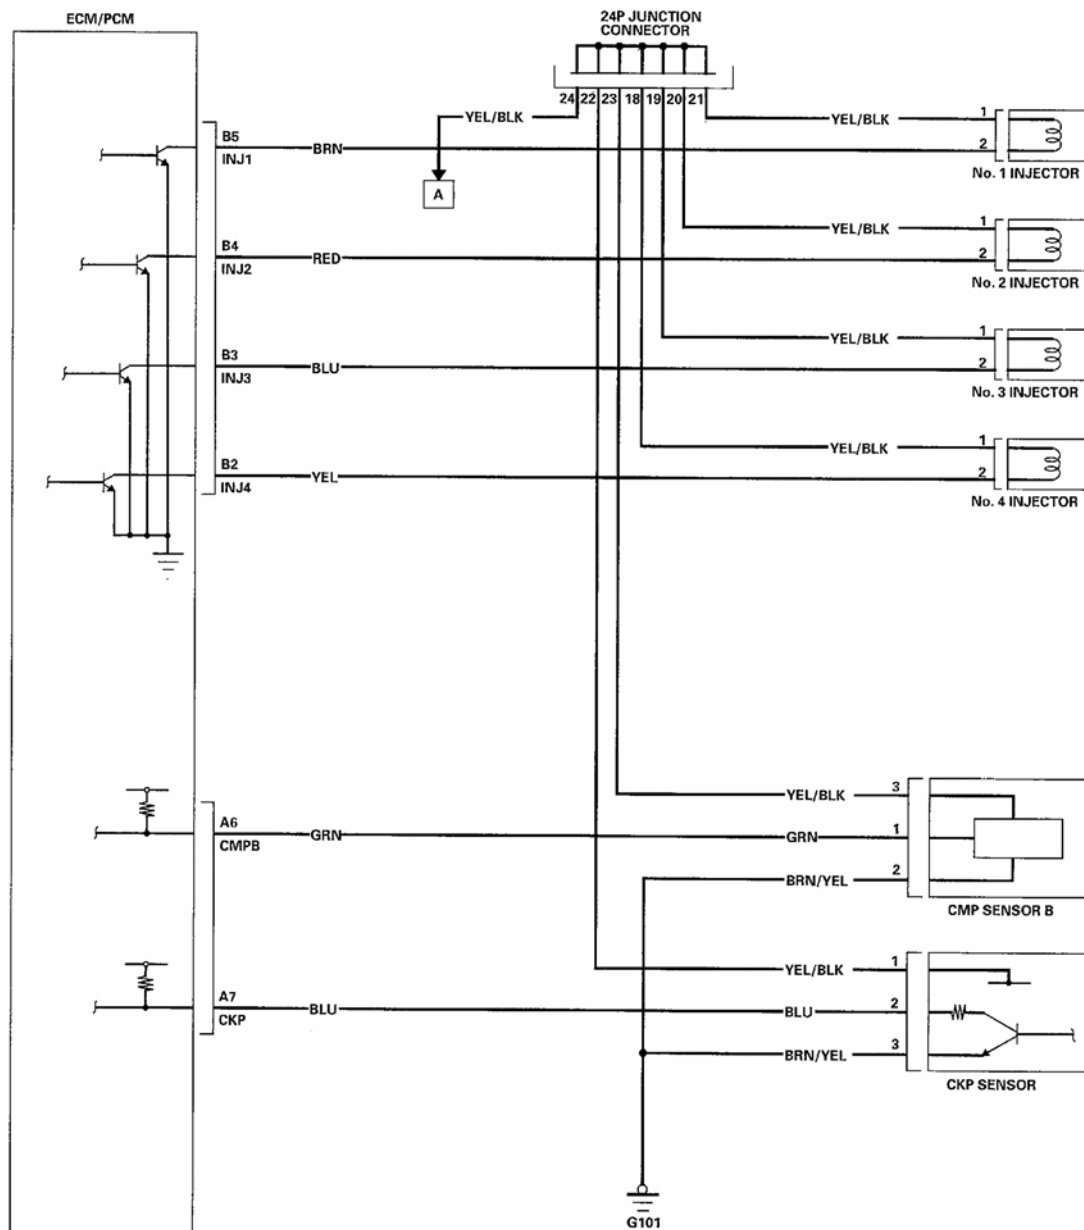 ECM/PCM
24P JUNCTION
CONNECTOR
24 22 23 18 19 20 21
YEL/BLK
A
B5
INJ1
BRN
YEL/BLK
1
2
No. 1 INJECTOR
B4
INJ2
RED
YEL/BLK
1
2
No. 2 INJECTOR
B3
INJ3
BLU
YEL/BLK
1
2
No. 3 INJECTOR
B2
INJ4
YEL
YEL/BLK
1
2
No. 4 INJECTOR
A6
CMPB
GRN
YEL/BLK
3
GRN
1
BRN/YEL
2
CMP SENSOR B
A7
CKP
BLU
YEL/BLK
1
BLU
2
BRN/YEL
3
CKP SENSOR
G101